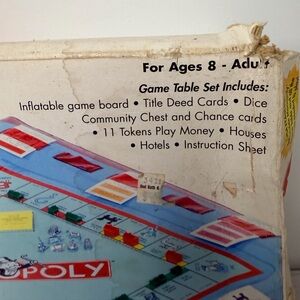 For Ages 8 - Adult
Game Table Set Includes:
Inflatable game board • Title Deed Cards • Dice
Community Chest and Chance cards
• 11 Tokens Play Money • Houses
• Hotels • Instruction Sheet
OPOLY